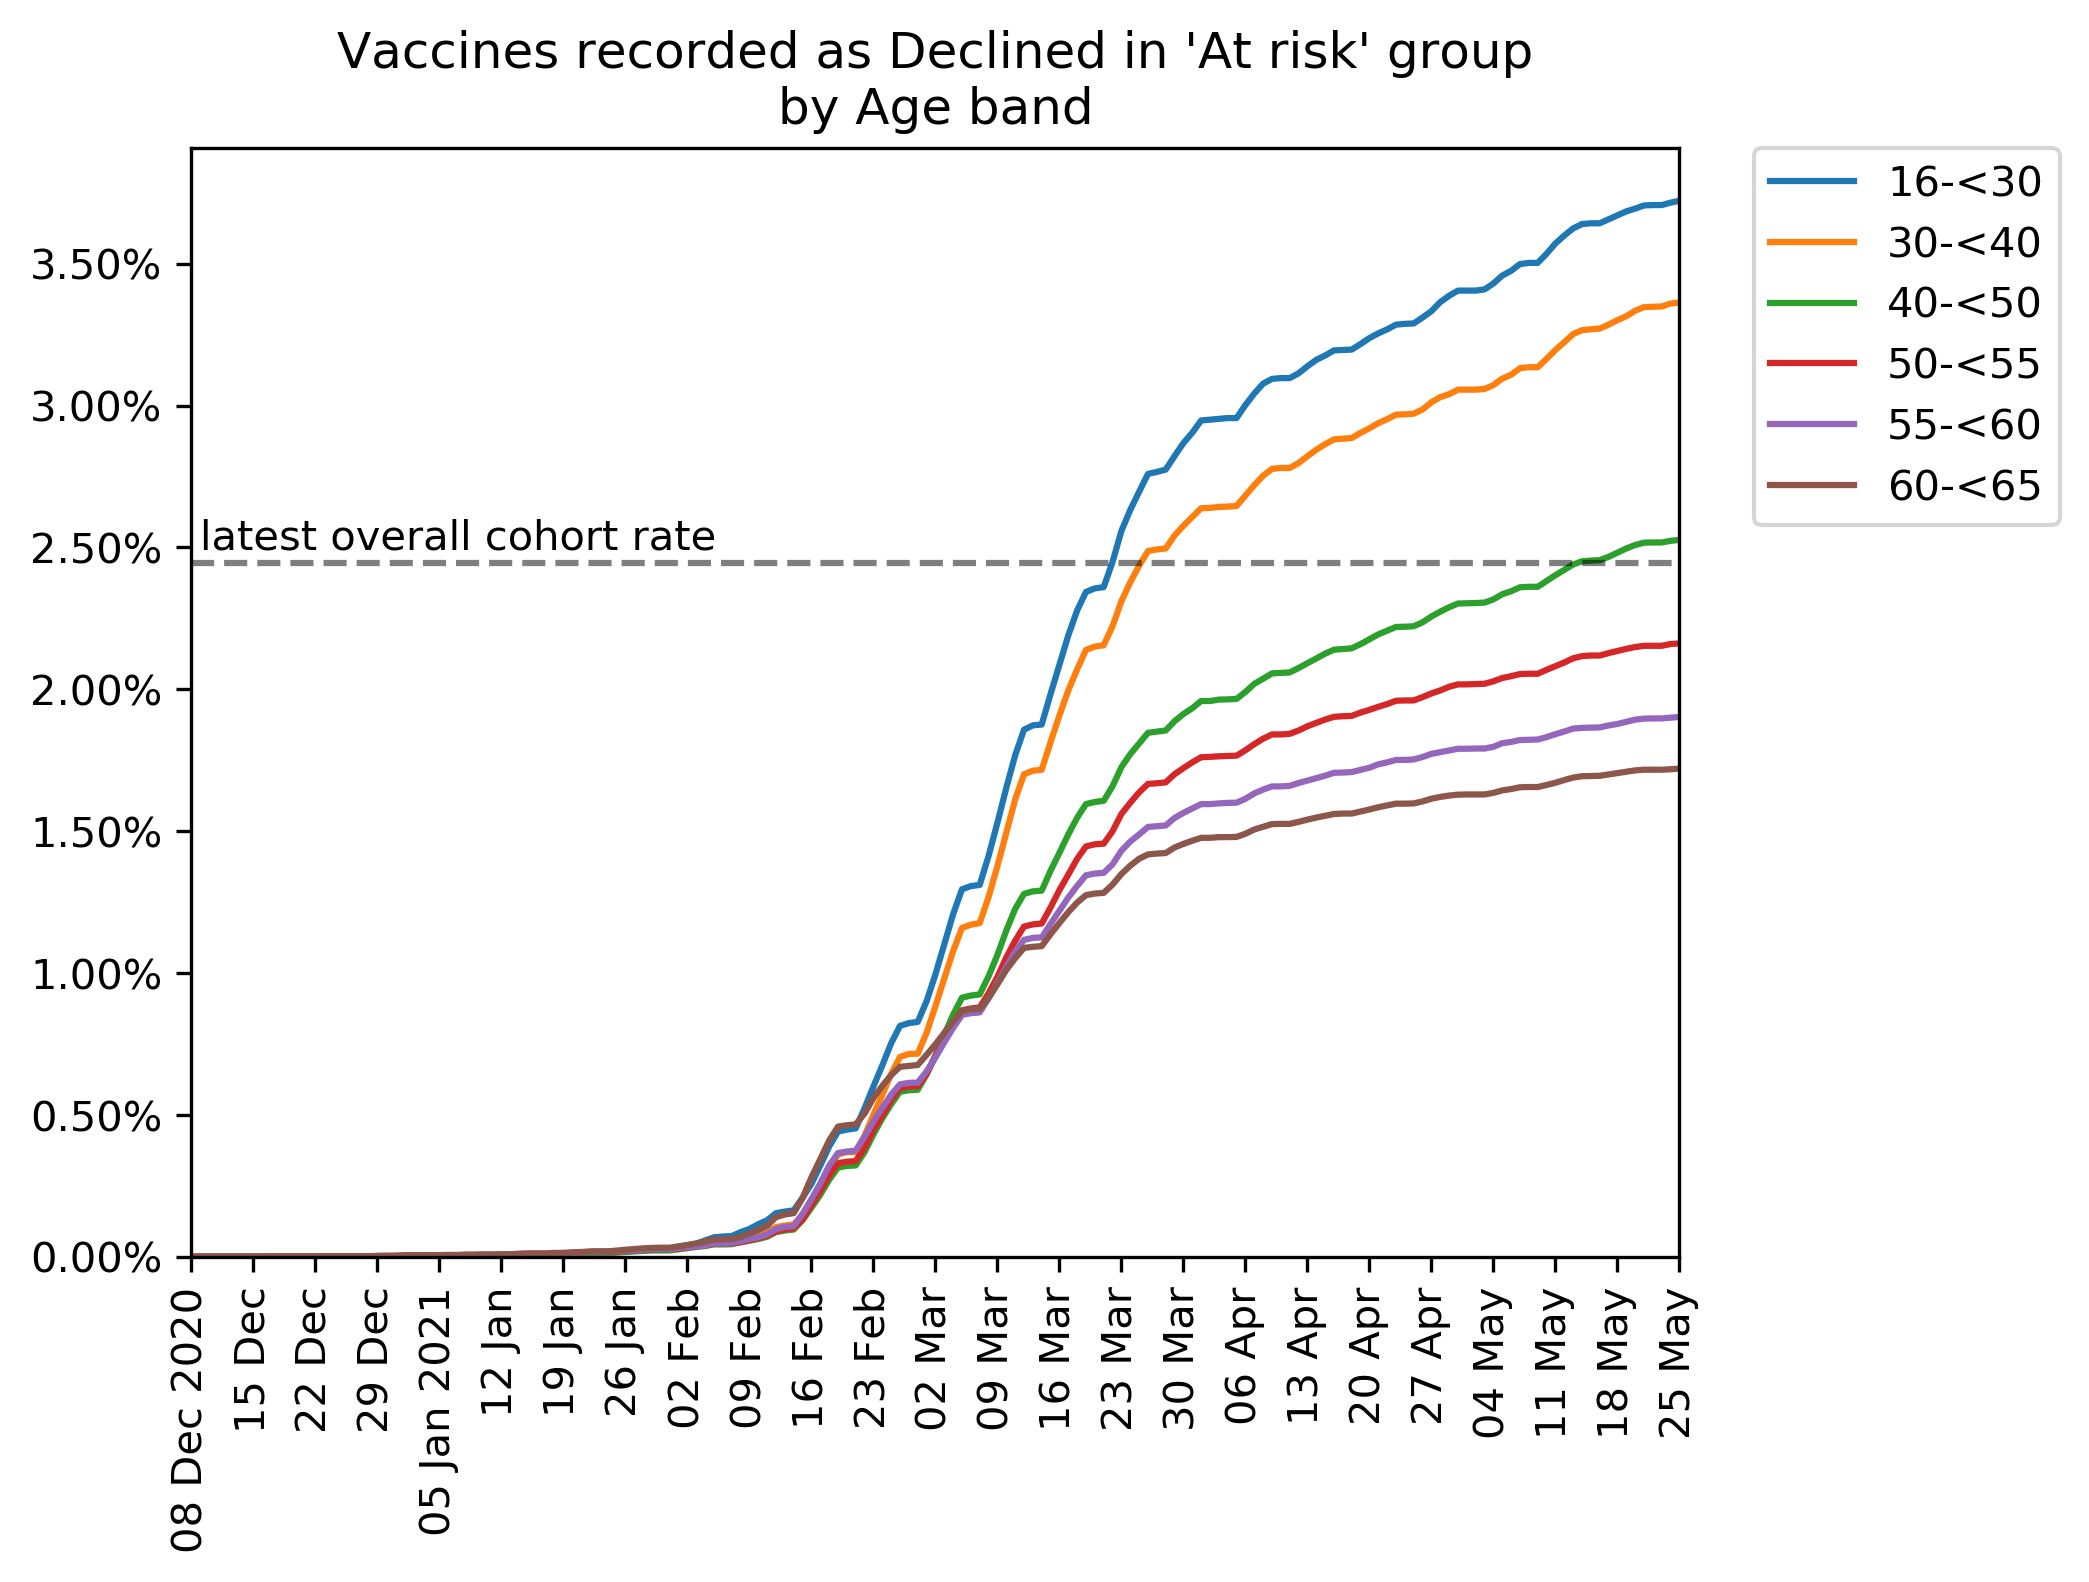 Vaccines recorded as Declined in 'At risk' group
by Age band
3.50%
3.00%
2.50%
2.00%
1.50%
1.00%
0.50%
0.00%
latest overall cohort rate
08 Dec 2020
15 Dec
22 Dec
29 Dec
05 Jan 2021
12 Jan
19 Jan
26 Jan
02 Feb
09 Feb
16 Feb
23 Feb
02 Mar
09 Mar
16 Mar
23 Mar
30 Mar
06 Apr
13 Apr
20 Apr
27 Apr
04 May
11 May
18 May
25 May
16-<30
30-<40
40-<50
50-<55
55-<60
60-<65